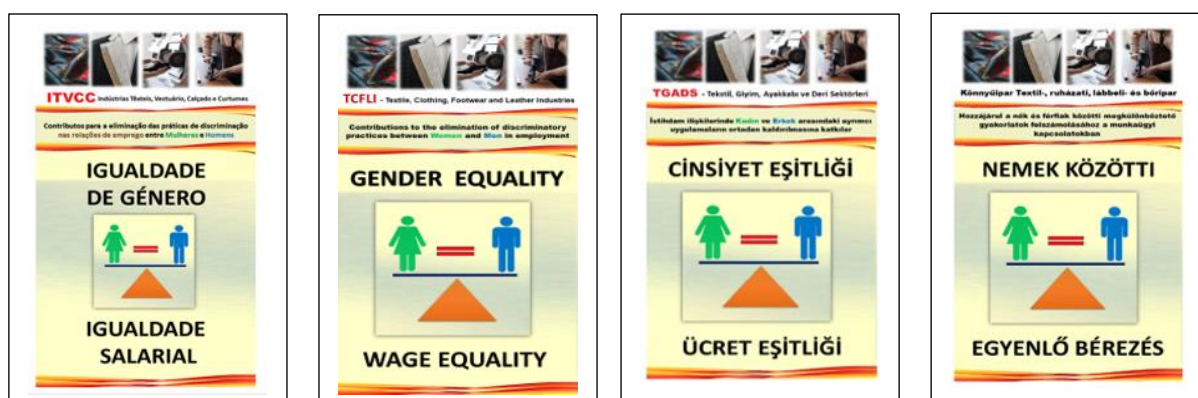 ITVCC Indústrias Têxteis, Vestuário, Calçado e Curtumes
Contributos para a eliminação das práticas de discriminação
nas relações de emprego entre Mulheres e Homens
IGUALDADE
DE GÉNERO
IGUALDADE
SALARIAL
TCFLI - Textile, Clothing, Footwear and Leather Industries
Contributions to the elimination of discriminatory
practices between Women and Men in employment
GENDER EQUALITY
WAGE EQUALITY
TGADS - Tekstil, Giyim, Ayakkabı ve Deri Sektörleri
İstihdam ilişkilerinde Kadın ve Erkek arasındaki ayrımcı
uygulamaların ortadan kaldırılmasına katkılar
CİNSİYET EŞİTLİĞİ
ÜCRET EŞİTLİĞİ
Könnyűipar Textil-, ruházati, lábbeli- és bőripar
Hozzájárul a nők és férfiak közötti megkülönböztető
gyakorlatok felszámolásához a munkaügyi
kapcsolatokban
NEMEK KÖZÖTTI
EGYENLŐ BÉREZÉS